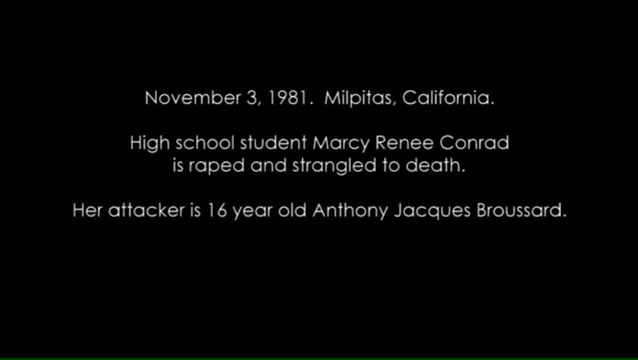 November 3, 1981.  Milpitas, California.
High school student Marcy Renee Conrad
is raped and strangled to death.
Her attacker is 16 year old Anthony Jacques Broussard.